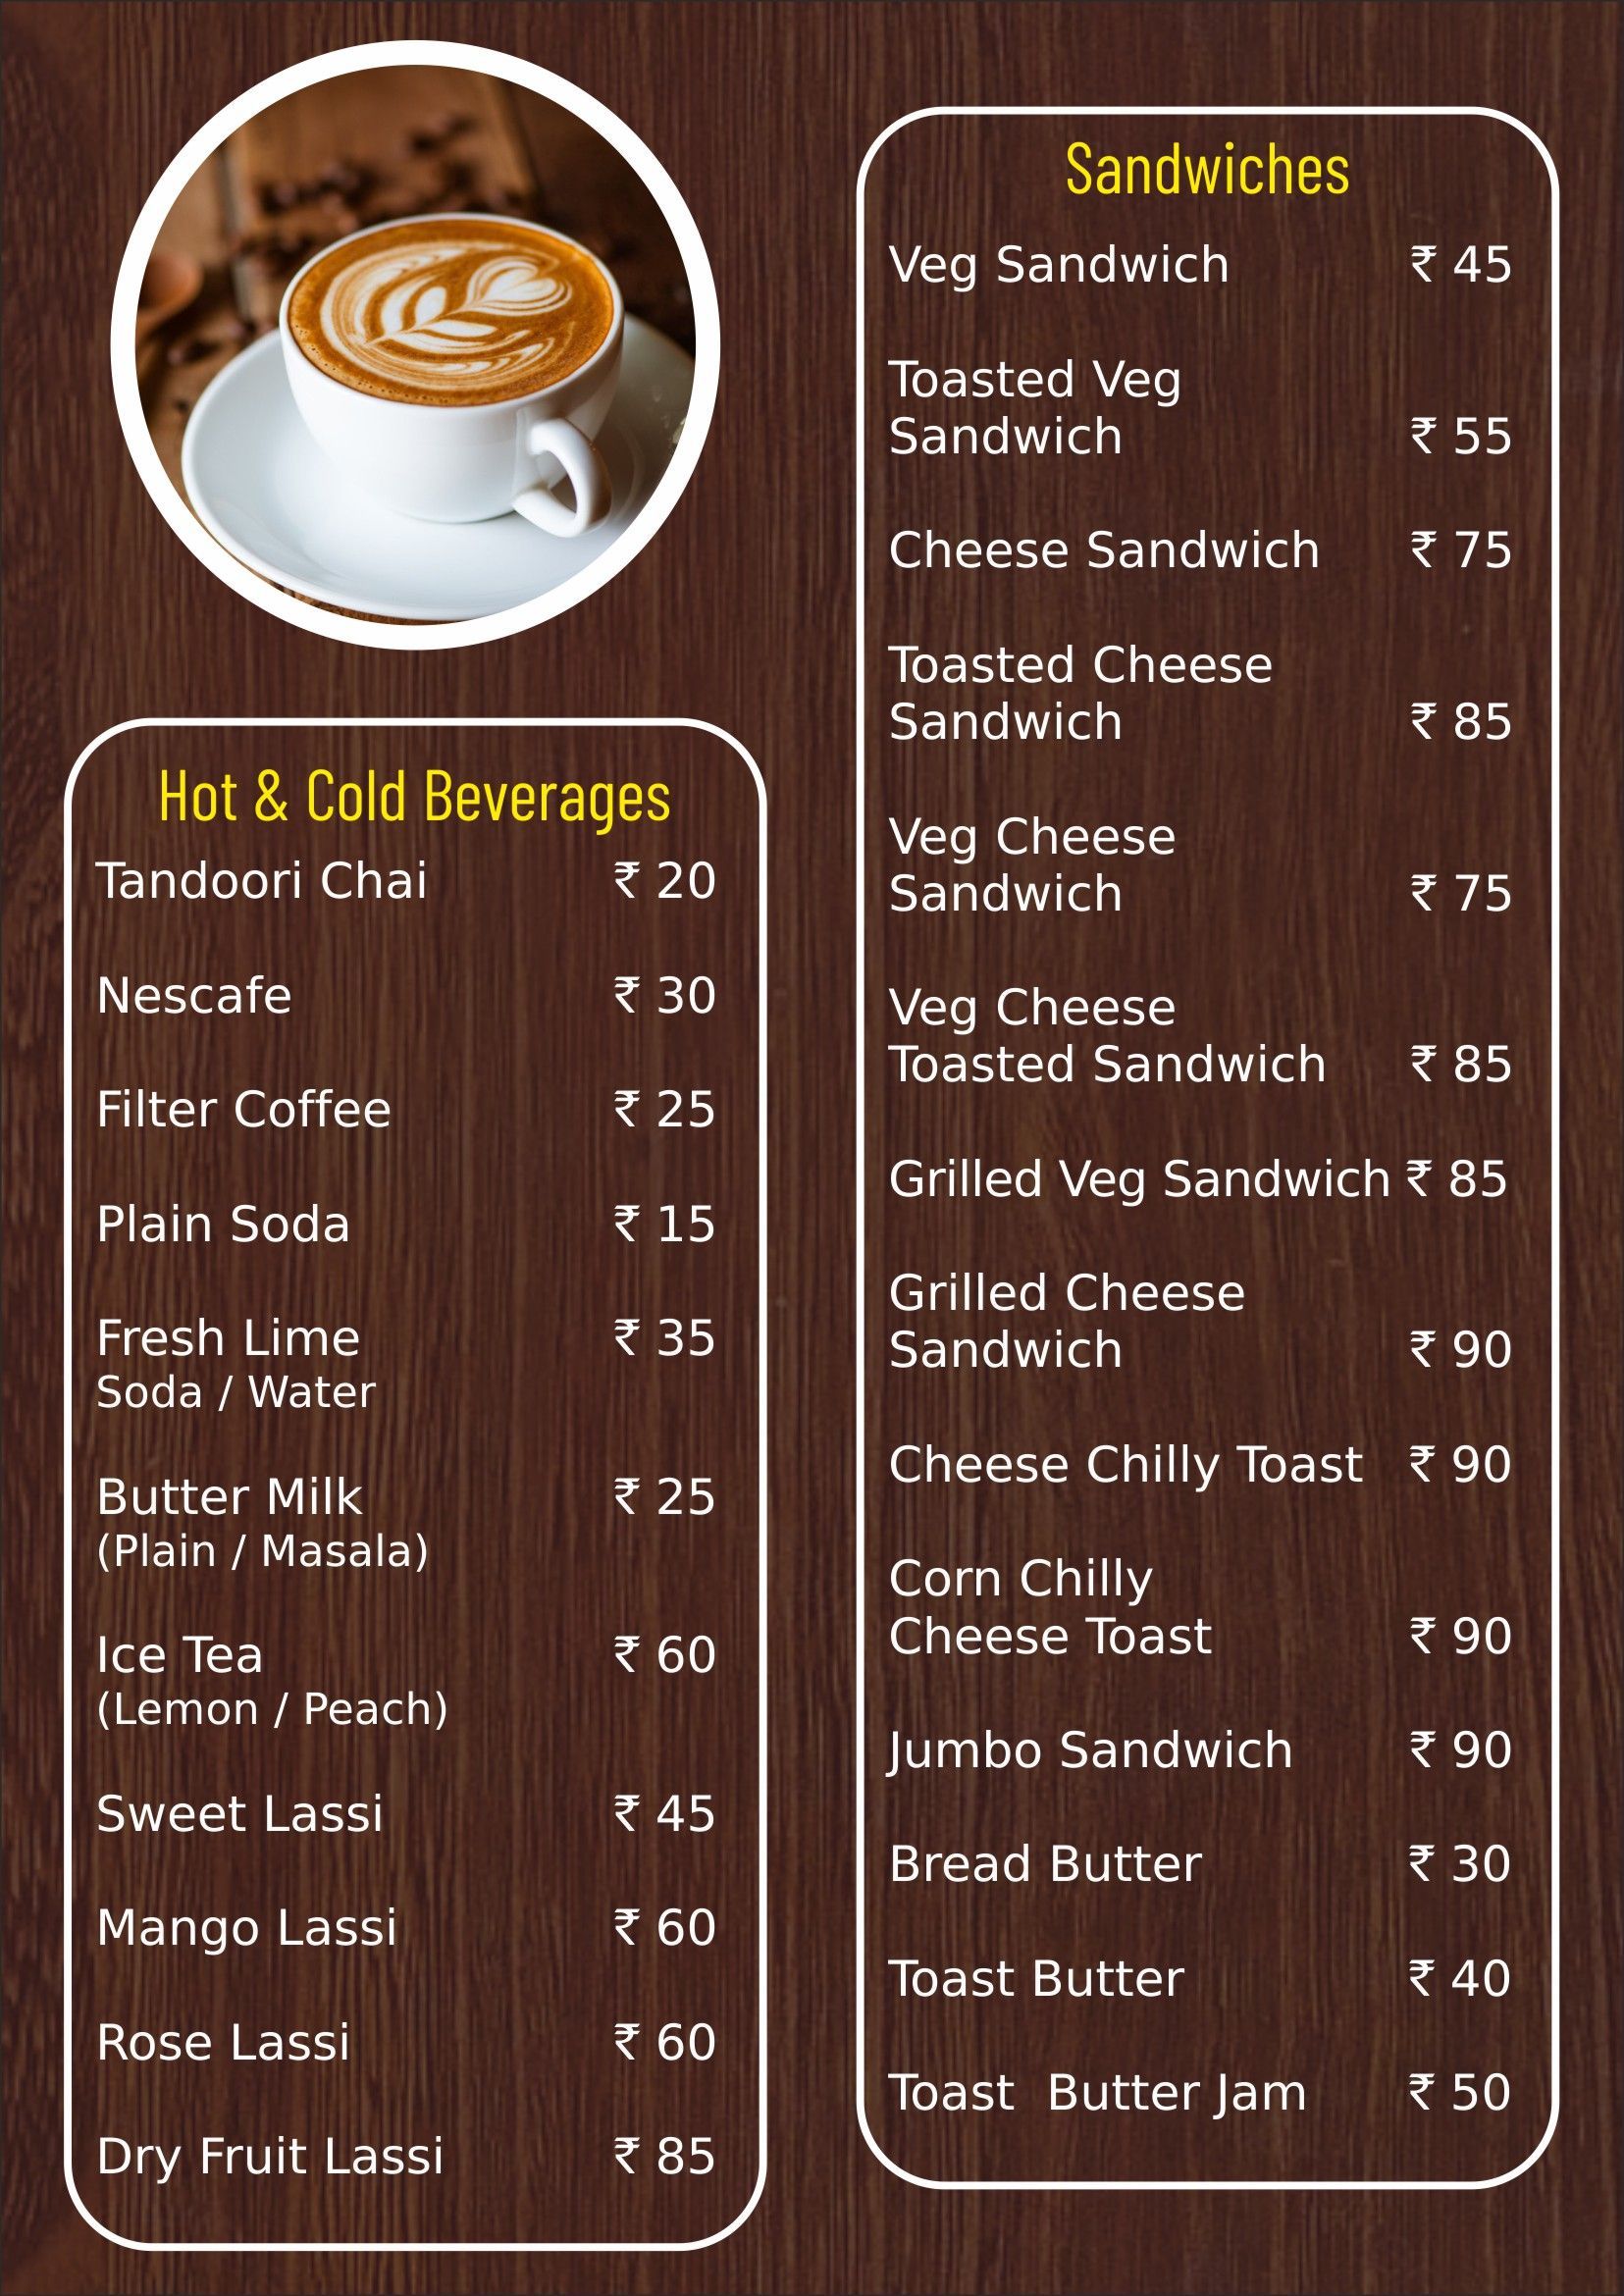 Hot & Cold Beverages
Tandoori Chai ₹ 20
Nescafe ₹ 30
Filter Coffee ₹ 25
Plain Soda ₹ 15
Fresh Lime ₹ 35
Soda / Water
Butter Milk ₹ 25
(Plain / Masala)
Ice Tea ₹ 60
(Lemon / Peach)
Sweet Lassi ₹ 45
Mango Lassi ₹ 60
Rose Lassi ₹ 60
Dry Fruit Lassi ₹ 85
Sandwiches
Veg Sandwich ₹ 45
Toasted Veg
Sandwich ₹ 55
Cheese Sandwich ₹ 75
Toasted Cheese
Sandwich ₹ 85
Veg Cheese
Sandwich ₹ 75
Veg Cheese
Toasted Sandwich ₹ 85
Grilled Veg Sandwich ₹ 85
Grilled Cheese
Sandwich ₹ 90
Cheese Chilly Toast ₹ 90
Corn Chilly
Cheese Toast ₹ 90
Jumbo Sandwich ₹ 90
Bread Butter ₹ 30
Toast Butter ₹ 40
Toast  Butter Jam ₹ 50